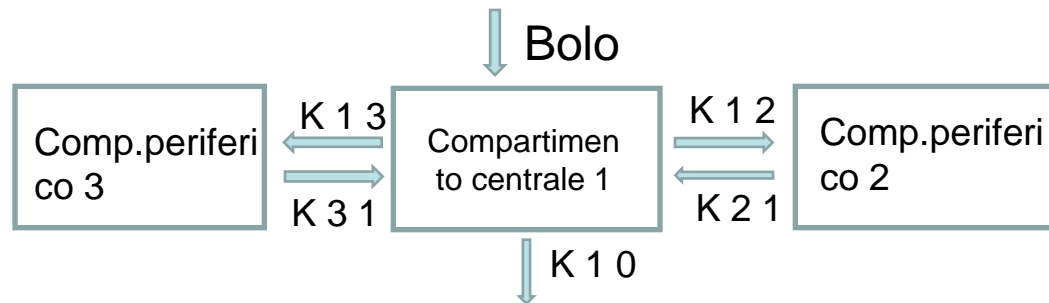 Bolo
K 1 3
K 1 2
Comp.periferi
co 3
Compartimen
to centrale 1
Comp.periferi
co 2
K 3 1
K 2 1
K 1 0